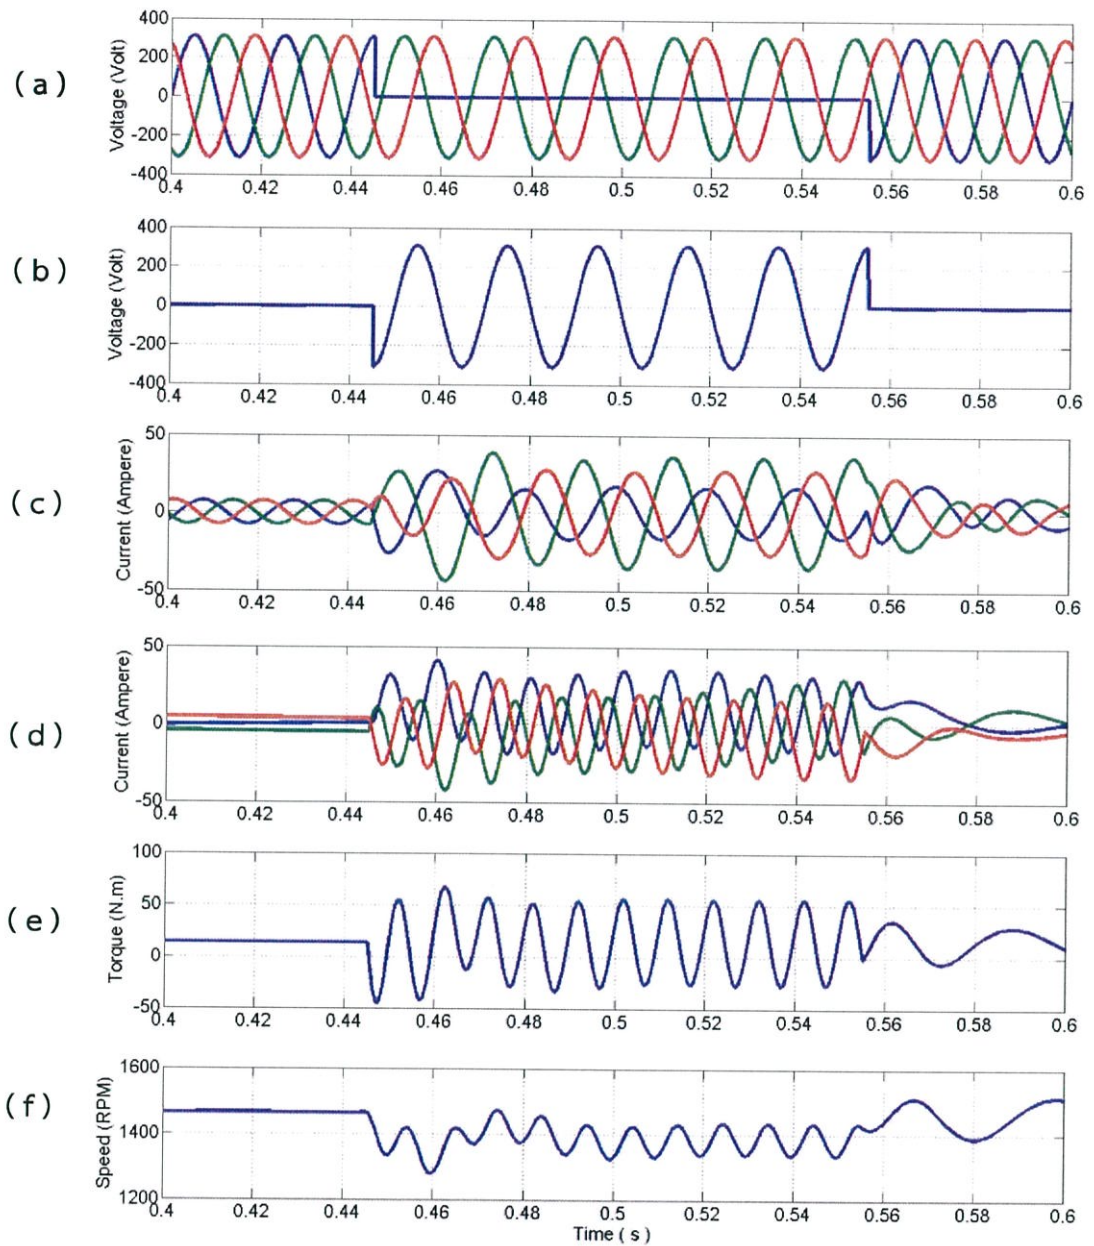 (a)
Voltage (Volt)
400
200
0
-200
-400
0.4 0.42 0.44 0.46 0.48 0.5 0.52 0.54 0.56 0.58 0.6
(b)
Voltage (Volt)
400
200
0
-200
-400
0.4 0.42 0.44 0.46 0.48 0.5 0.52 0.54 0.56 0.58 0.6
(c)
Current (Ampere)
50
0
-50
0.4 0.42 0.44 0.46 0.48 0.5 0.52 0.54 0.56 0.58 0.6
(d)
Current (Ampere)
50
0
-50
0.4 0.42 0.44 0.46 0.48 0.5 0.52 0.54 0.56 0.58 0.6
(e)
Torque (N.m)
100
50
0
-50
0.4 0.42 0.44 0.46 0.48 0.5 0.52 0.54 0.56 0.58 0.6
(f)
Speed (RPM)
1600
1400
1200
0.4 0.42 0.44 0.46 0.48 0.5 0.52 0.54 0.56 0.58 0.6
Time ( s )